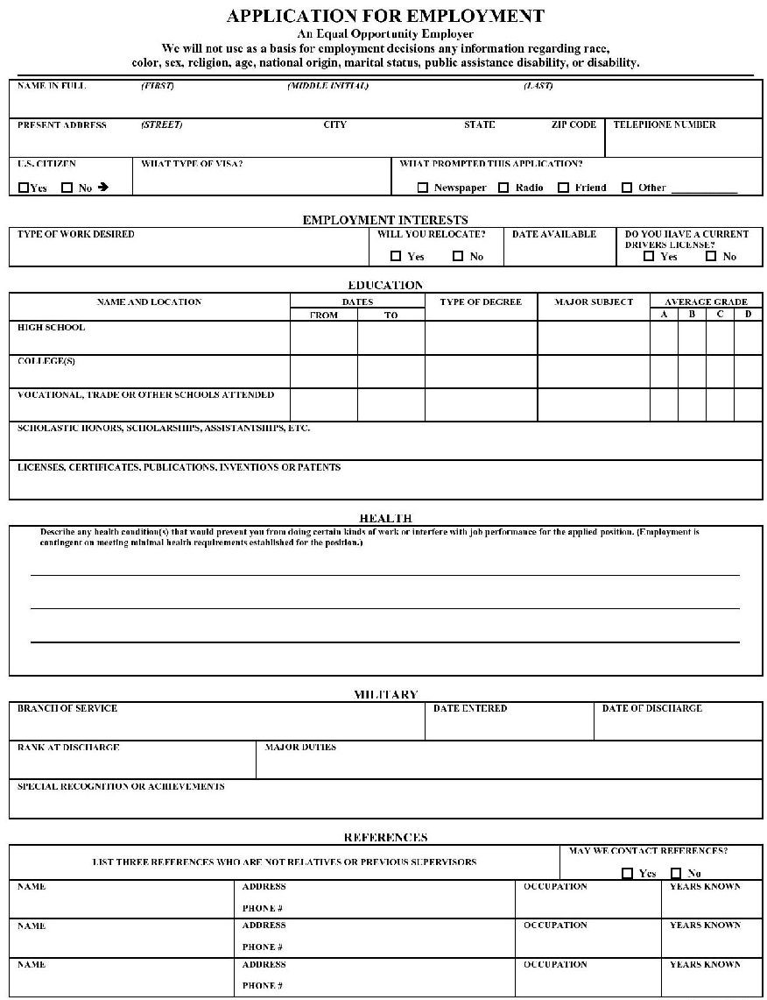 APPLICATION FOR EMPLOYMENT
An Equal Opportunity Employer
We will not use as a basis for employment decisions any information regarding race,
color, sex, religion, age, national origin, marital status, public assistance disability, or disability.
NAME IN FULL (FIRST) (MIDDLE INITIAL) (LAST)
PRESENT ADDRESS (STREET) CITY STATE ZIP CODE TELEPHONE NUMBER
U.S. CITIZEN WHAT TYPE OF VISA? WHAT PROMPTED THIS APPLICATION?
☐ Yes ☐ No ➔ ☐ Newspaper ☐ Radio ☐ Friend ☐ Other ____________
EMPLOYMENT INTERESTS
TYPE OF WORK DESIRED WILL YOU RELOCATE? DATE AVAILABLE DO YOU HAVE A CURRENT
DRIVERS LICENSE?
☐ Yes ☐ No ☐ Yes ☐ No
EDUCATION
NAME AND LOCATION DATES TYPE OF DEGREE MAJOR SUBJECT AVERAGE GRADE
FROM TO A B C D
HIGH SCHOOL
COLLEGE(S)
VOCATIONAL, TRADE OR OTHER SCHOOLS ATTENDED
SCHOLASTIC HONORS, SCHOLARSHIPS, ASSISTANTSHIPS, ETC.
LICENSES, CERTIFICATES, PUBLICATIONS, INVENTIONS OR PATENTS
HEALTH
Describe any health condition(s) that would prevent you from doing certain kinds of work or interfere with job performance for the applied position. (Employment is
contingent on meeting minimal health requirements established for the position.)
MILITARY
BRANCH OF SERVICE DATE ENTERED DATE OF DISCHARGE
RANK AT DISCHARGE MAJOR DUTIES
SPECIAL RECOGNITION OR ACHIEVEMENTS
REFERENCES
LIST THREE REFERENCES WHO ARE NOT RELATIVES OR PREVIOUS SUPERVISORS MAY WE CONTACT REFERENCES?
☐ Yes ☐ No
NAME ADDRESS OCCUPATION YEARS KNOWN
PHONE #
NAME ADDRESS OCCUPATION YEARS KNOWN
PHONE #
NAME ADDRESS OCCUPATION YEARS KNOWN
PHONE #